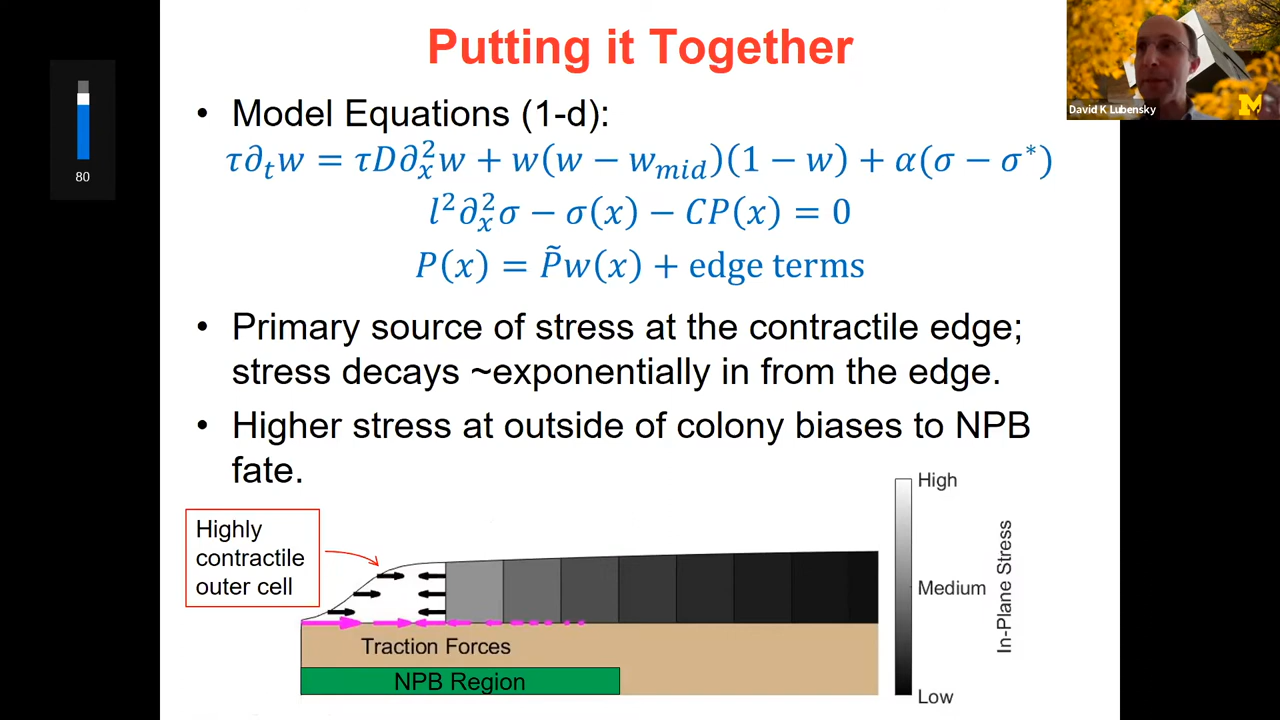 Putting it Together
80
David K Lubensky
M
• Model Equations (1-d):
τ∂ₜw = τD∂ₓ²w + w(w − w_mid)(1 − w) + α(σ − σ*)
l²∂ₓ²σ − σ(x) − CP(x) = 0
P(x) = P̃w(x) + edge terms
• Primary source of stress at the contractile edge;
stress decays ~exponentially in from the edge.
• Higher stress at outside of colony biases to NPB
fate.
Highly
contractile
outer cell
Traction Forces
NPB Region
High
Medium
Low
In-Plane Stress